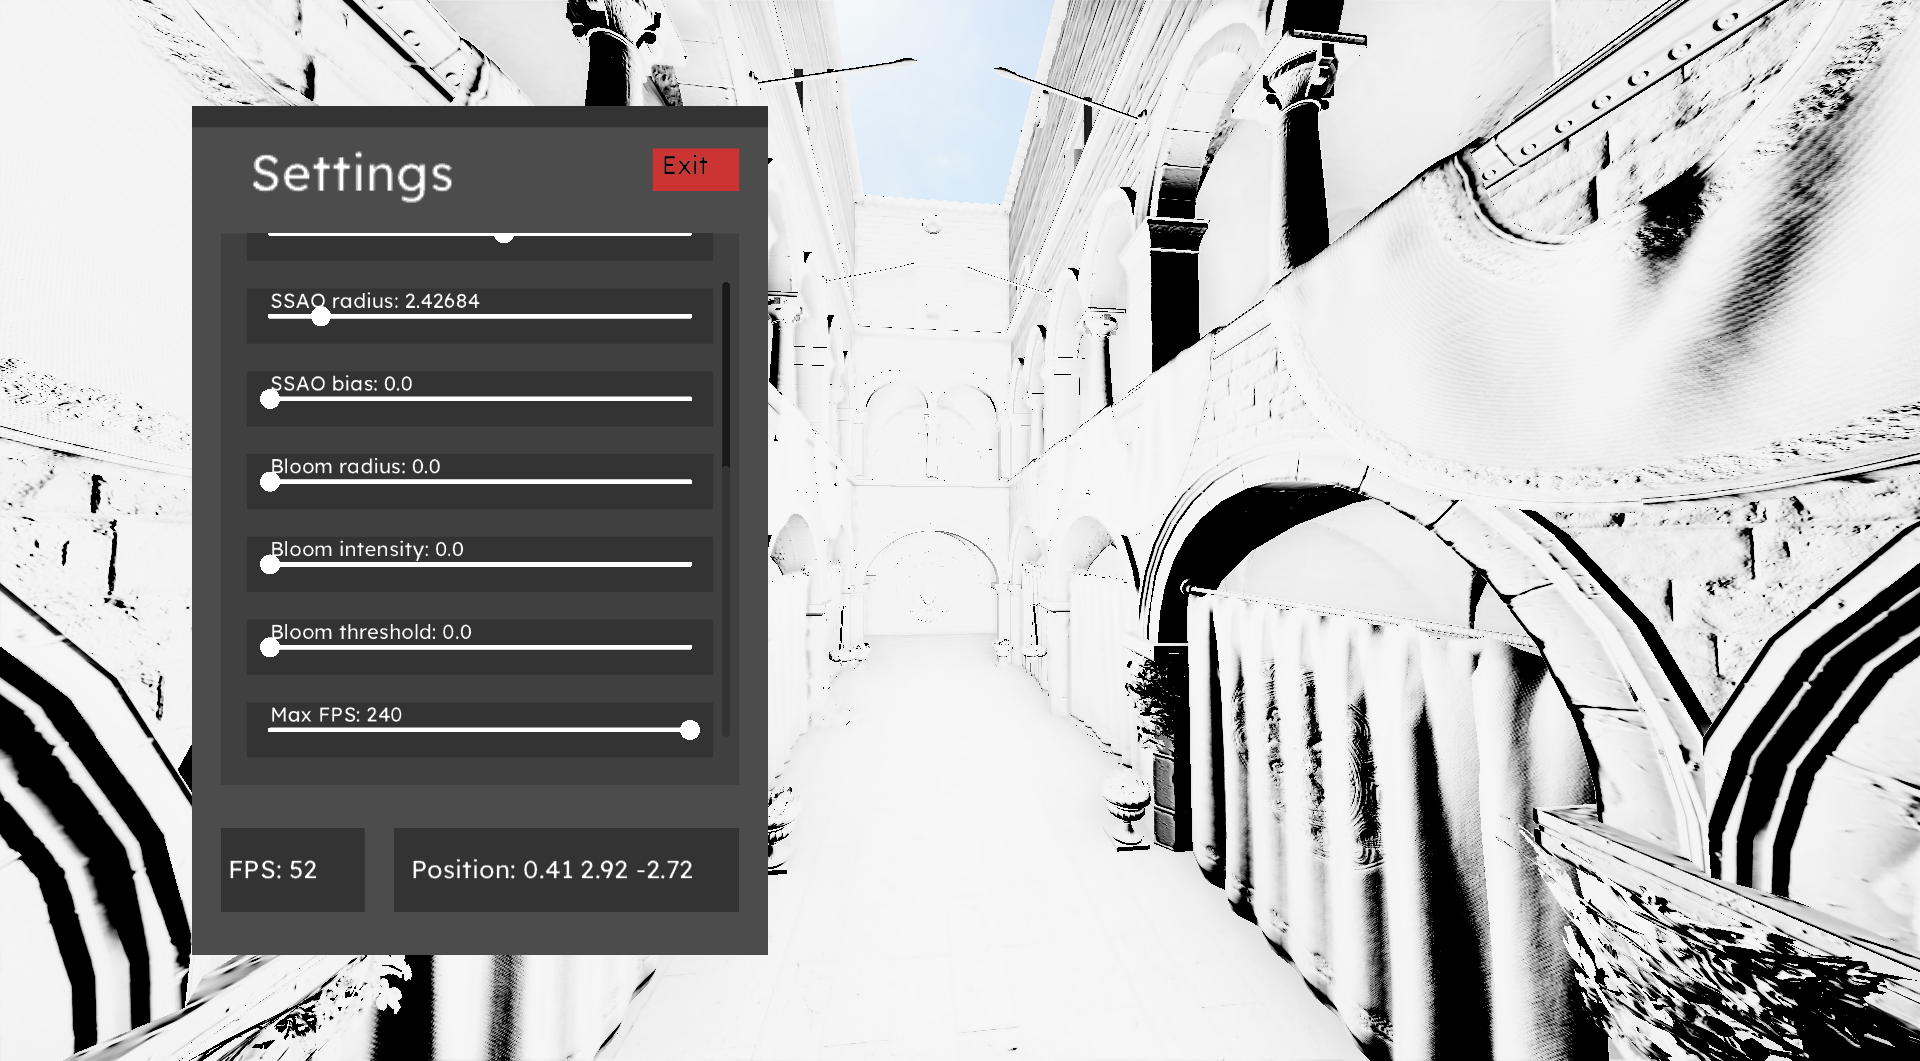 Settings
Exit
SSAO radius: 2.42684
SSAO bias: 0.0
Bloom radius: 0.0
Bloom intensity: 0.0
Bloom threshold: 0.0
Max FPS: 240
FPS: 52
Position: 0.41 2.92 -2.72